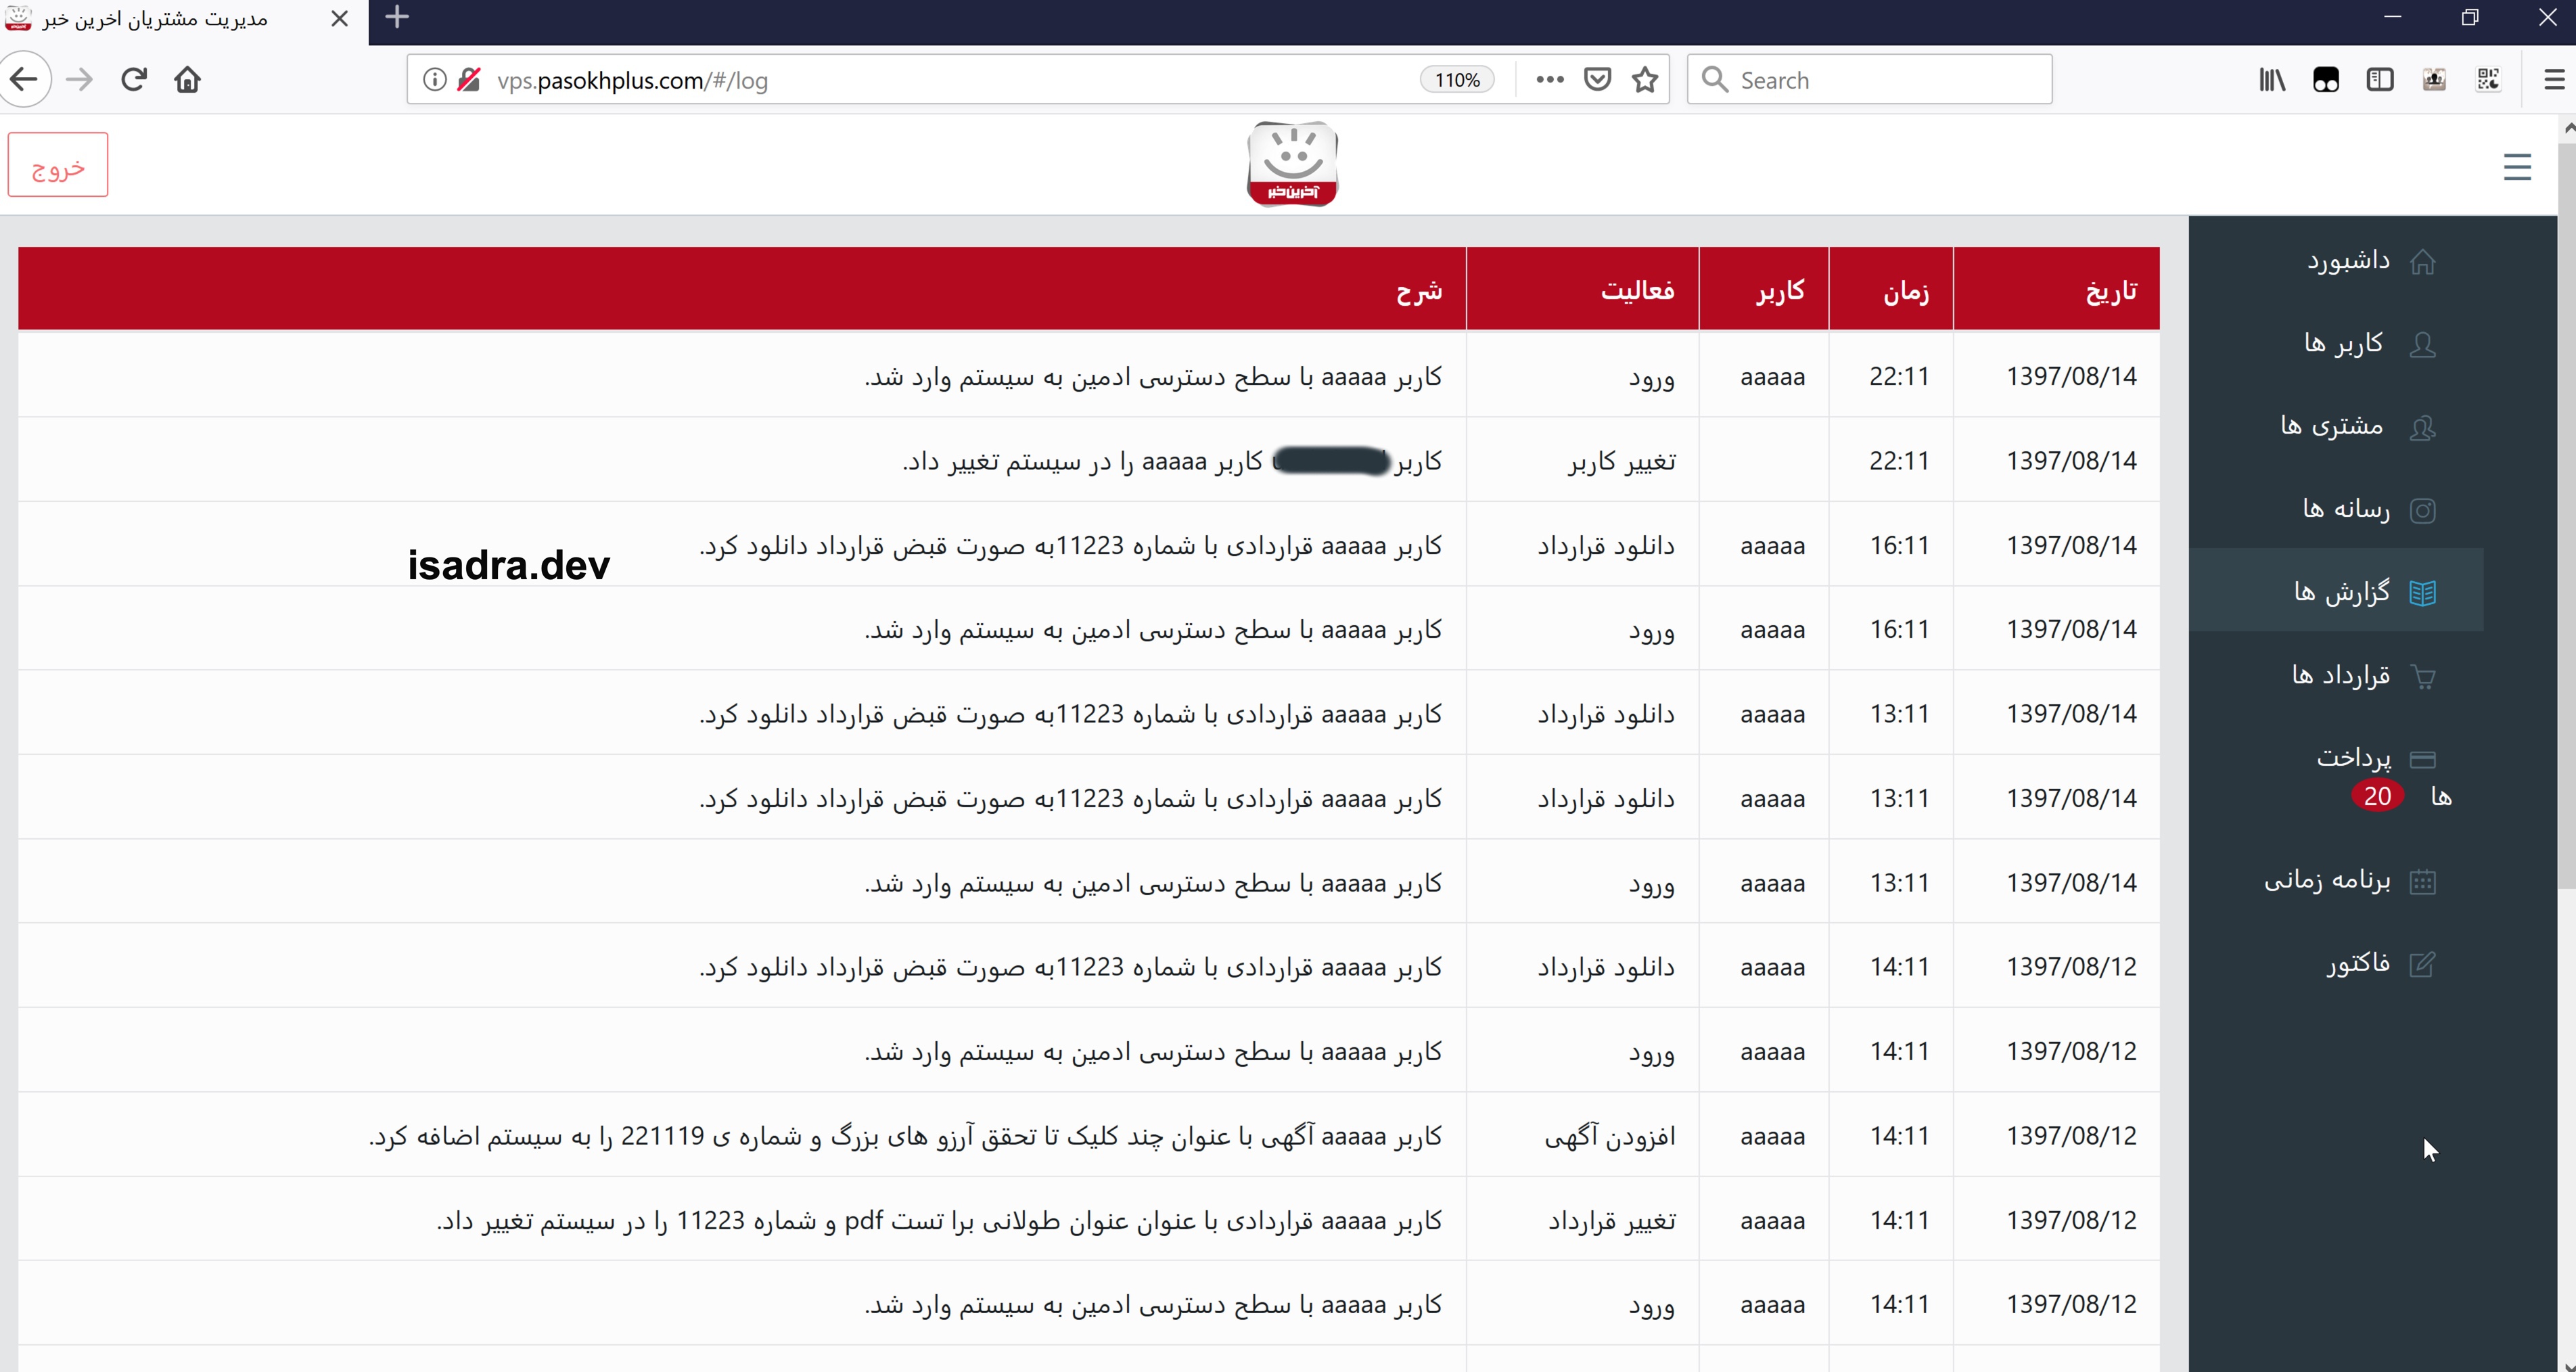 مدیریت مشتریان اخرین خبر
vps.pasokhplus.com/#/log
110%
Search
خروج
آخرین خبر
داشبورد
کاربر ها
مشتری ها
رسانه ها
گزارش ها
قرارداد ها
پرداخت
ها 20
برنامه زمانی
فاکتور
تاریخ زمان کاربر فعالیت شرح
1397/08/14 22:11 aaaaa ورود کاربر aaaaa با سطح دسترسی ادمین به سیستم وارد شد.
1397/08/14 22:11 تغییر کاربر کاربر کاربر aaaaa را در سیستم تغییر داد.
1397/08/14 16:11 aaaaa دانلود قرارداد کاربر aaaaa قراردادی با شماره 11223به صورت قبض قرارداد دانلود کرد.
isadra.dev
1397/08/14 16:11 aaaaa ورود کاربر aaaaa با سطح دسترسی ادمین به سیستم وارد شد.
1397/08/14 13:11 aaaaa دانلود قرارداد کاربر aaaaa قراردادی با شماره 11223به صورت قبض قرارداد دانلود کرد.
1397/08/14 13:11 aaaaa دانلود قرارداد کاربر aaaaa قراردادی با شماره 11223به صورت قبض قرارداد دانلود کرد.
1397/08/14 13:11 aaaaa ورود کاربر aaaaa با سطح دسترسی ادمین به سیستم وارد شد.
1397/08/12 14:11 aaaaa دانلود قرارداد کاربر aaaaa قراردادی با شماره 11223به صورت قبض قرارداد دانلود کرد.
1397/08/12 14:11 aaaaa ورود کاربر aaaaa با سطح دسترسی ادمین به سیستم وارد شد.
1397/08/12 14:11 aaaaa افزودن آگهی کاربر aaaaa آگهی با عنوان چند کلیک تا تحقق آرزو های بزرگ و شماره ی 221119 را به سیستم اضافه کرد.
1397/08/12 14:11 aaaaa تغییر قرارداد کاربر aaaaa قراردادی با عنوان عنوان طولانی برا تست pdf و شماره 11223 را در سیستم تغییر داد.
1397/08/12 14:11 aaaaa ورود کاربر aaaaa با سطح دسترسی ادمین به سیستم وارد شد.